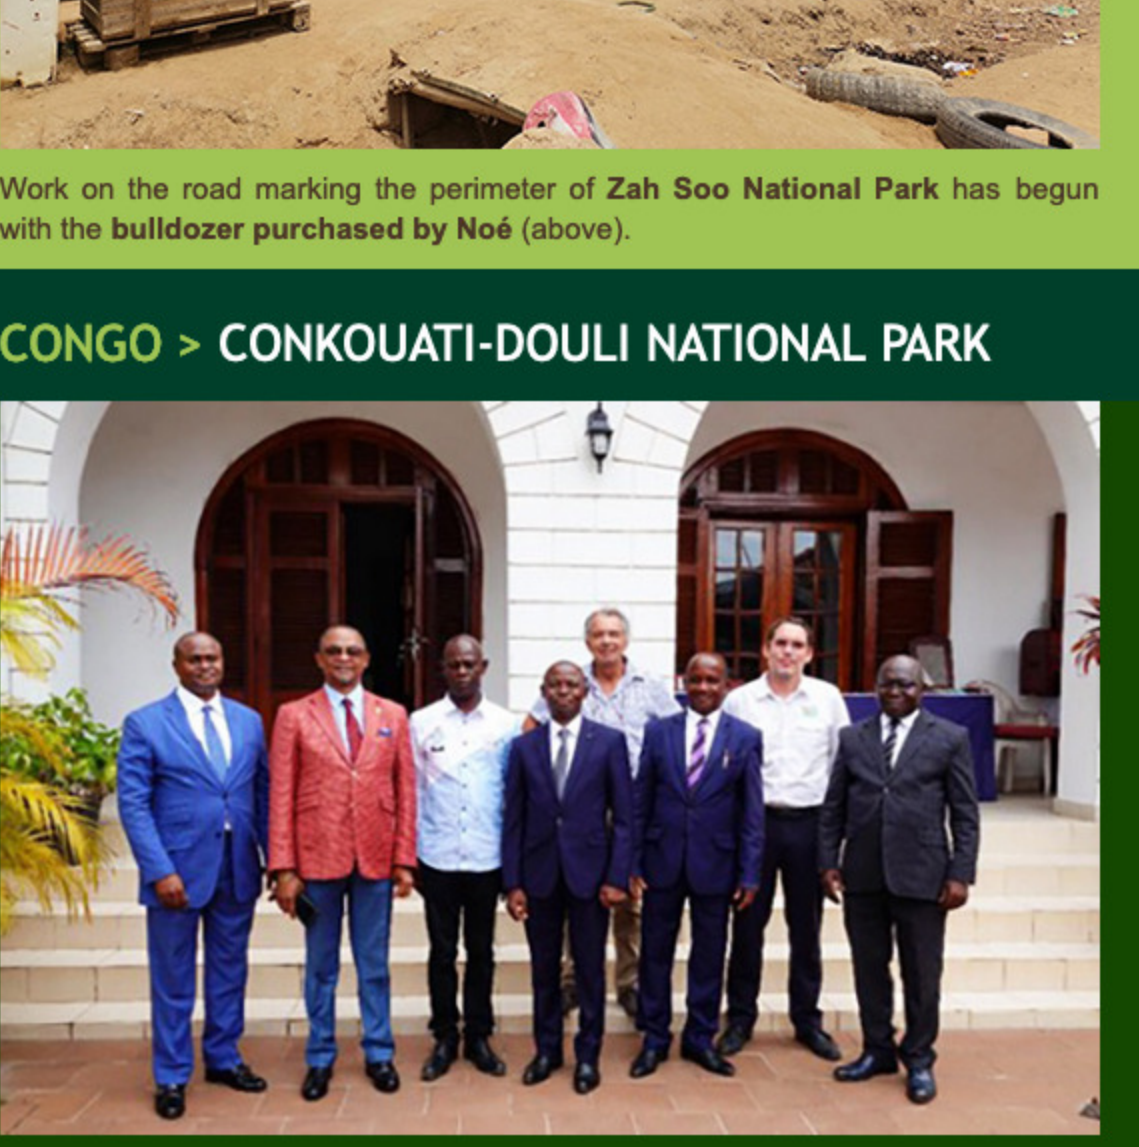 Work on the road marking the perimeter of Zah Soo National Park has begun
with the bulldozer purchased by Noé (above).
CONGO > CONKOUATI-DOULI NATIONAL PARK